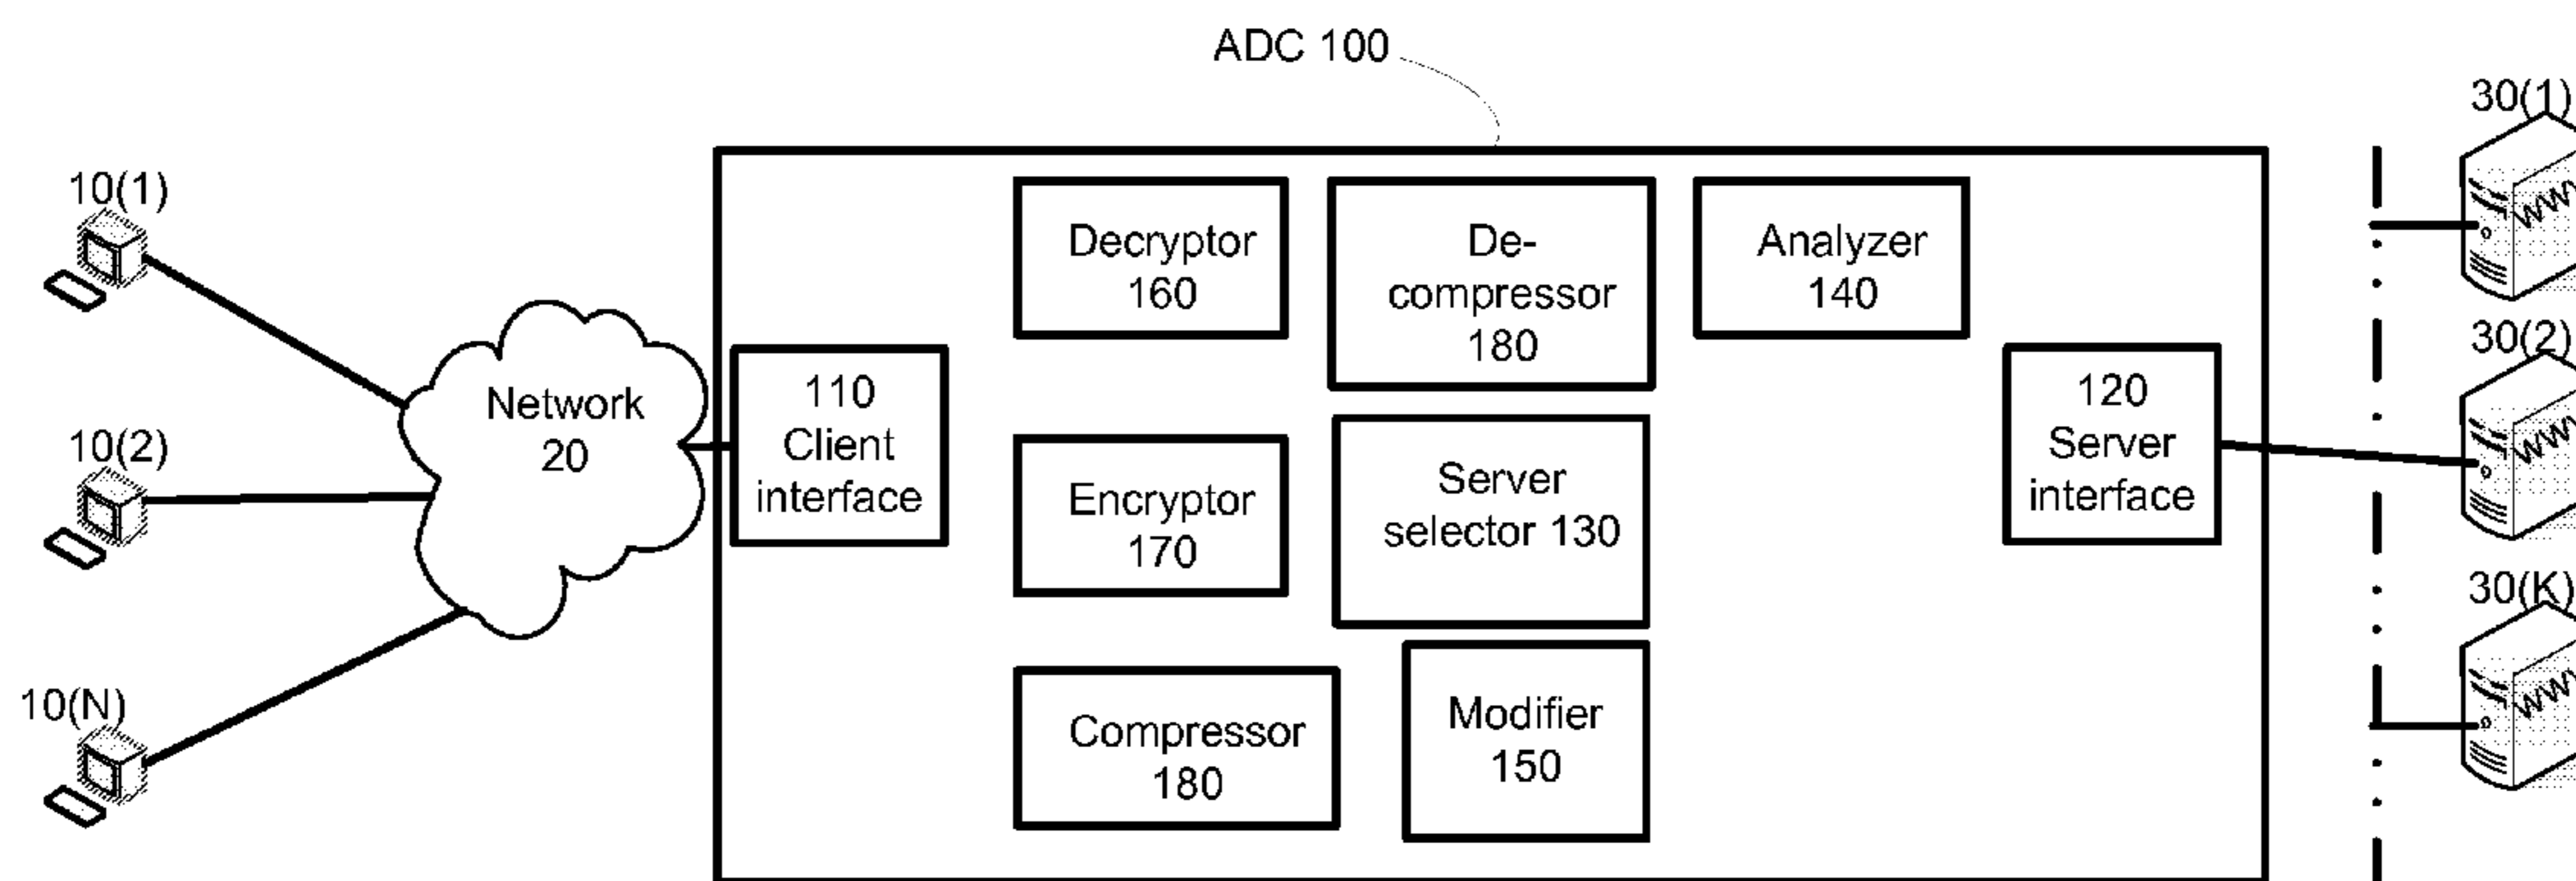 ADC 100
30(1)
10(1)
Decryptor
160
De-
compressor
180
Analyzer
140
30(2)
110
Client
interface
120
Server
interface
Network
20
10(2)
Encryptor
170
Server
selector 130
30(K)
10(N)
Compressor
180
Modifier
150